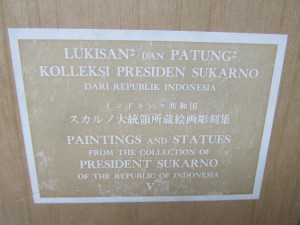 LUKISAN² DAN PATUNG²
KOLLEKSI PRESIDEN SUKARNO
DARI REPUBLIK INDONESIA
インドネシヤ共和国
スカルノ大統領所蔵絵画彫刻集
PAINTINGS AND STATUES
FROM THE COLLECTION OF
PRESIDENT SUKARNO
OF THE REPUBLIC OF INDONESIA
V